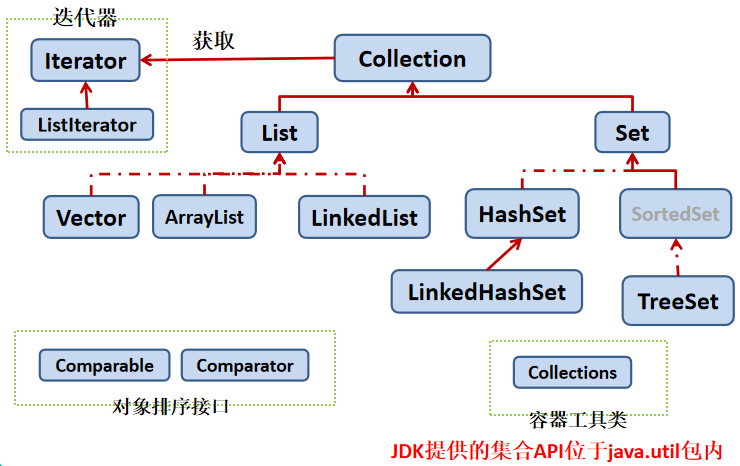 迭代器
Iterator
获取
Collection
ListIterator
List
Set
Vector
ArrayList
LinkedList
HashSet
SortedSet
LinkedHashSet
TreeSet
Comparable
Comparator
对象排序接口
Collections
容器工具类
JDK提供的集合API位于java.util包内